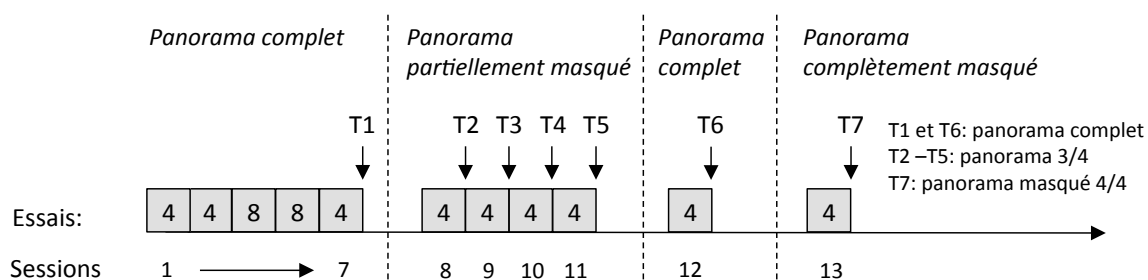 Panorama complet
Panorama
partiellement masqué
Panorama
complet
Panorama
complètement masqué
T1 T2 T3 T4 T5 T6 T7
T1 et T6: panorama complet
T2 –T5: panorama 3/4
T7: panorama masqué 4/4
Essais: 4 4 8 8 4 4 4 4 4 4 4
Sessions 1 7 8 9 10 11 12 13